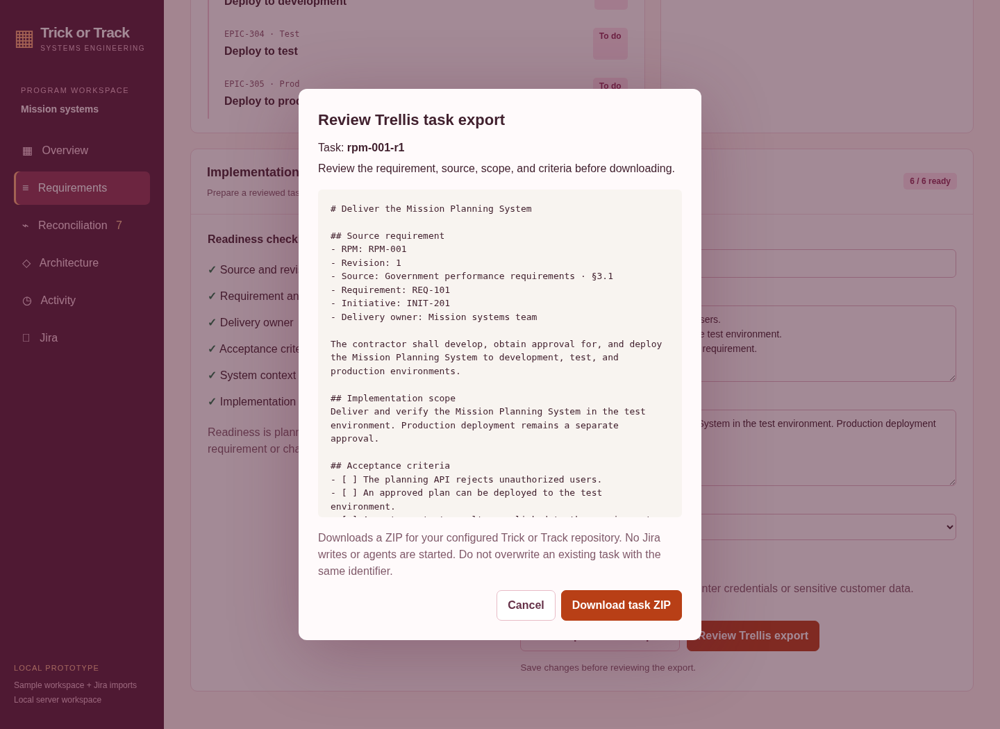 Trick or Track
SYSTEMS ENGINEERING
PROGRAM WORKSPACE
Mission systems
Overview
Requirements
Reconciliation 7
Architecture
Activity
Jira
LOCAL PROTOTYPE
Sample workspace + Jira imports
Local server workspace
Deploy to development
EPIC-304 · Test
To do
Deploy to test
EPIC-305 · Prod
To do
Deploy to
Implementation
Prepare a reviewed
6 / 6 ready
Readiness
✓ Source and
✓ Requirement
✓ Delivery owner
✓ Acceptance
✓ System context
✓ Implementation
Readiness is
requirement or
test environment.
requirement.
System in the test environment. Production deployment
credentials or sensitive customer data.
Review Trellis export
Save changes before reviewing the export.
Review Trellis task export
Task: rpm-001-r1
Review the requirement, source, scope, and criteria before downloading.
# Deliver the Mission Planning System
## Source requirement
- RPM: RPM-001
- Revision: 1
- Source: Government performance requirements · §3.1
- Requirement: REQ-101
- Initiative: INIT-201
- Delivery owner: Mission systems team
The contractor shall develop, obtain approval for, and deploy
the Mission Planning System to development, test, and
production environments.
## Implementation scope
Deliver and verify the Mission Planning System in the test
environment. Production deployment remains a separate
approval.
## Acceptance criteria
- [ ] The planning API rejects unauthorized users.
- [ ] An approved plan can be deployed to the test
environment.
Downloads a ZIP for your configured Trick or Track repository. No Jira
writes or agents are started. Do not overwrite an existing task with the
same identifier.
Cancel
Download task ZIP